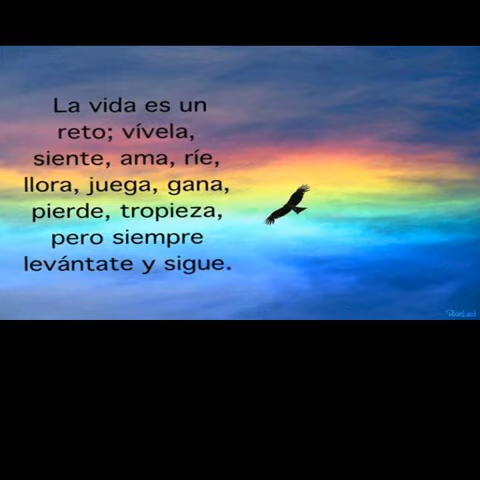 La vida es un
reto; vívela,
siente, ama, ríe,
llora, juega, gana,
pierde, tropieza,
pero siempre
levántate y sigue.